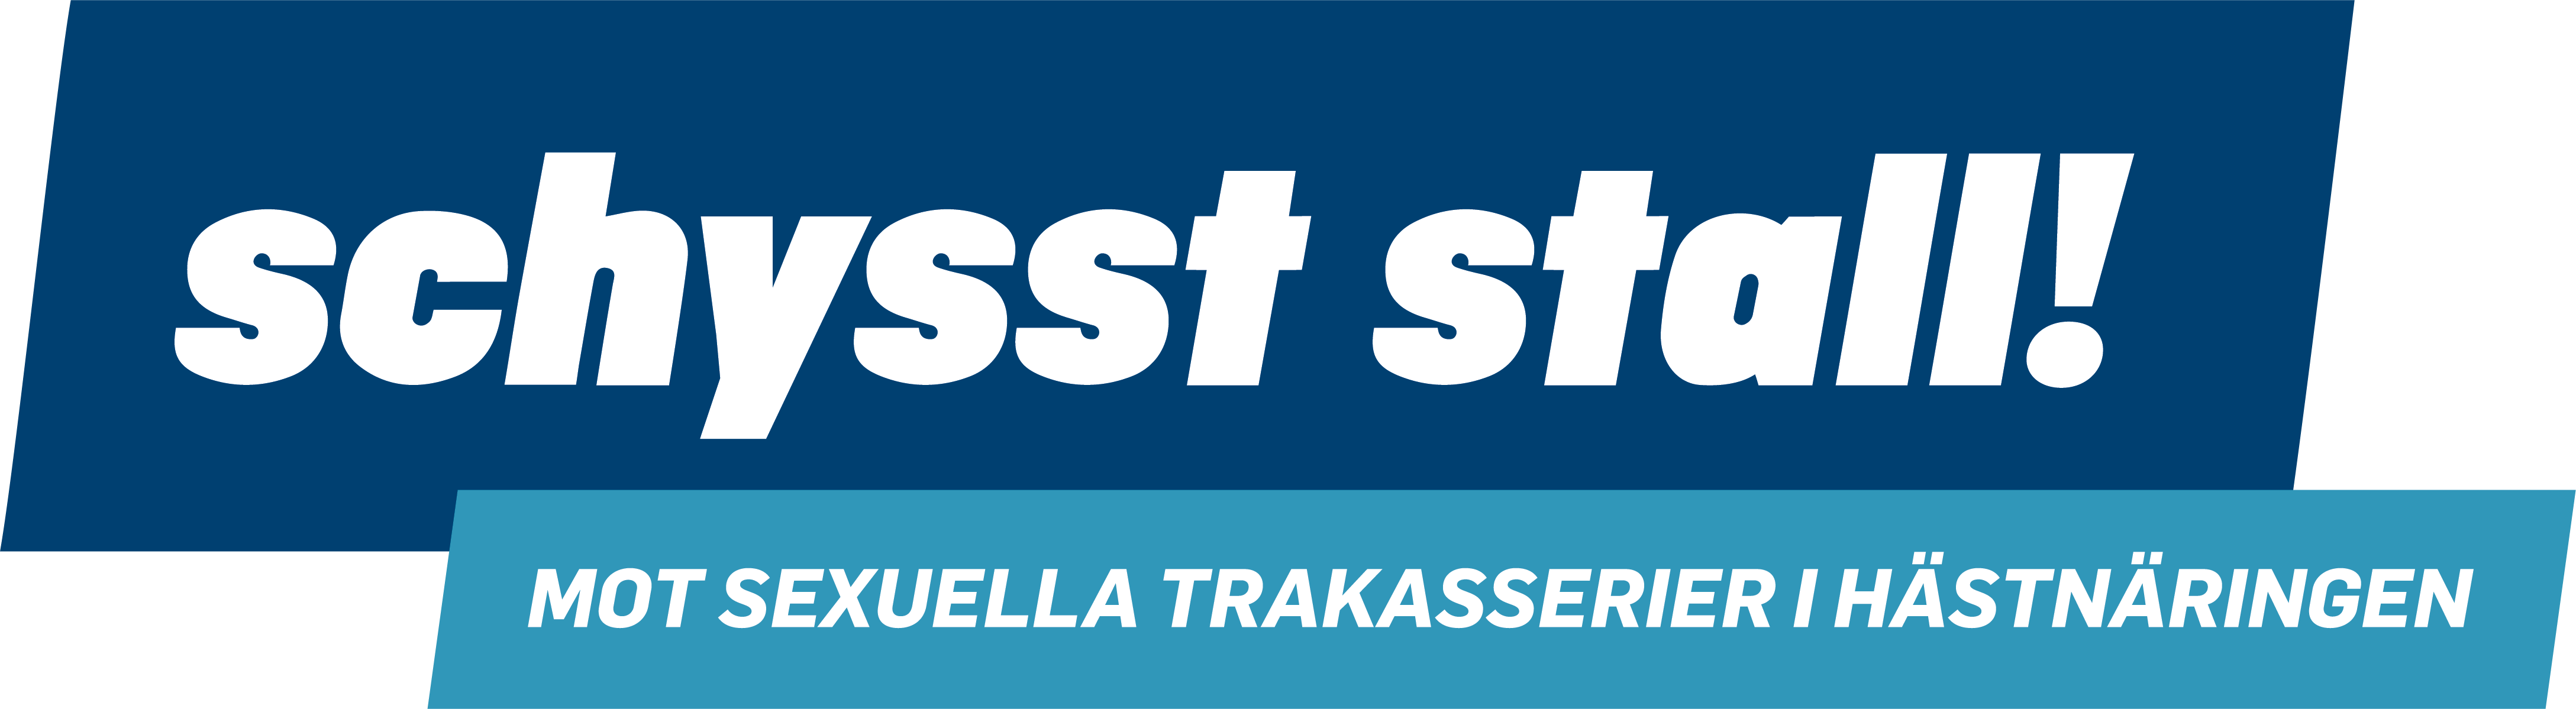 schysst stall!
MOT SEXUELLA TRAKASSERIER I HÄSTNÄRINGEN